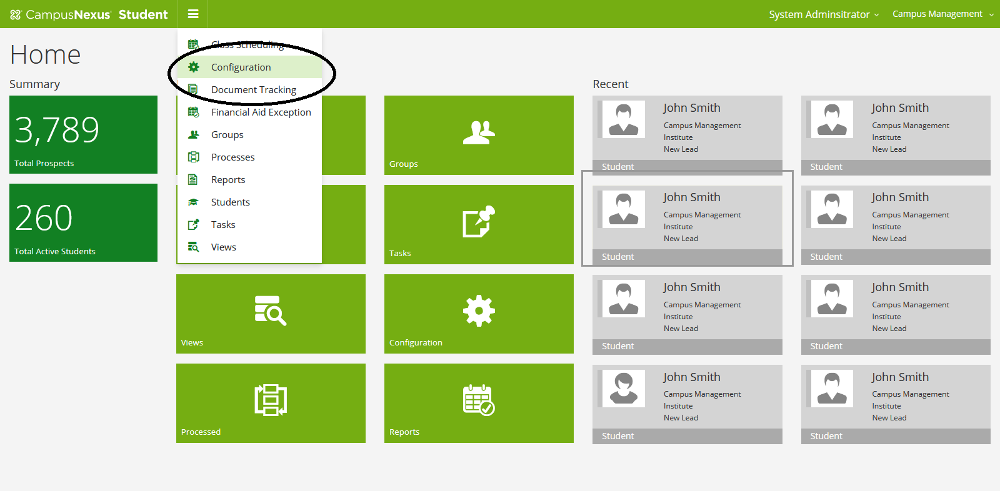 CampusNexus® Student
System Adminsitrator
Campus Management
Home
Class Scheduling
Configuration
Document Tracking
Financial Aid Exception
Groups
Processes
Reports
Students
Tasks
Views
Summary
3,789
Total Prospects
260
Total Active Students
Groups
Tasks
Views
Configuration
Processed
Reports
Recent
John Smith
Campus Management
Institute
New Lead
Student
John Smith
Campus Management
Institute
New Lead
Student
John Smith
Campus Management
Institute
New Lead
Student
John Smith
Campus Management
Institute
New Lead
Student
John Smith
Campus Management
Institute
New Lead
Student
John Smith
Campus Management
Institute
New Lead
Student
John Smith
Campus Management
Institute
New Lead
Student
John Smith
Campus Management
Institute
New Lead
Student